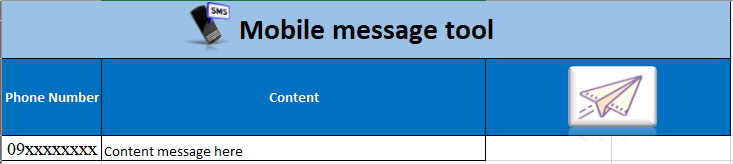 SMS
Mobile message tool
Phone Number Content
09xxxxxxxx Content message here